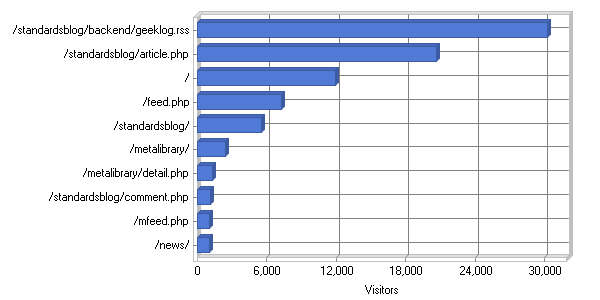 /standardsblog/backend/geeklog.rss
/standardsblog/article.php
/
/feed.php
/standardsblog/
/metalibrary/
/metalibrary/detail.php
/standardsblog/comment.php
/mfeed.php
/news/
0 6,000 12,000 18,000 24,000 30,000
Visitors